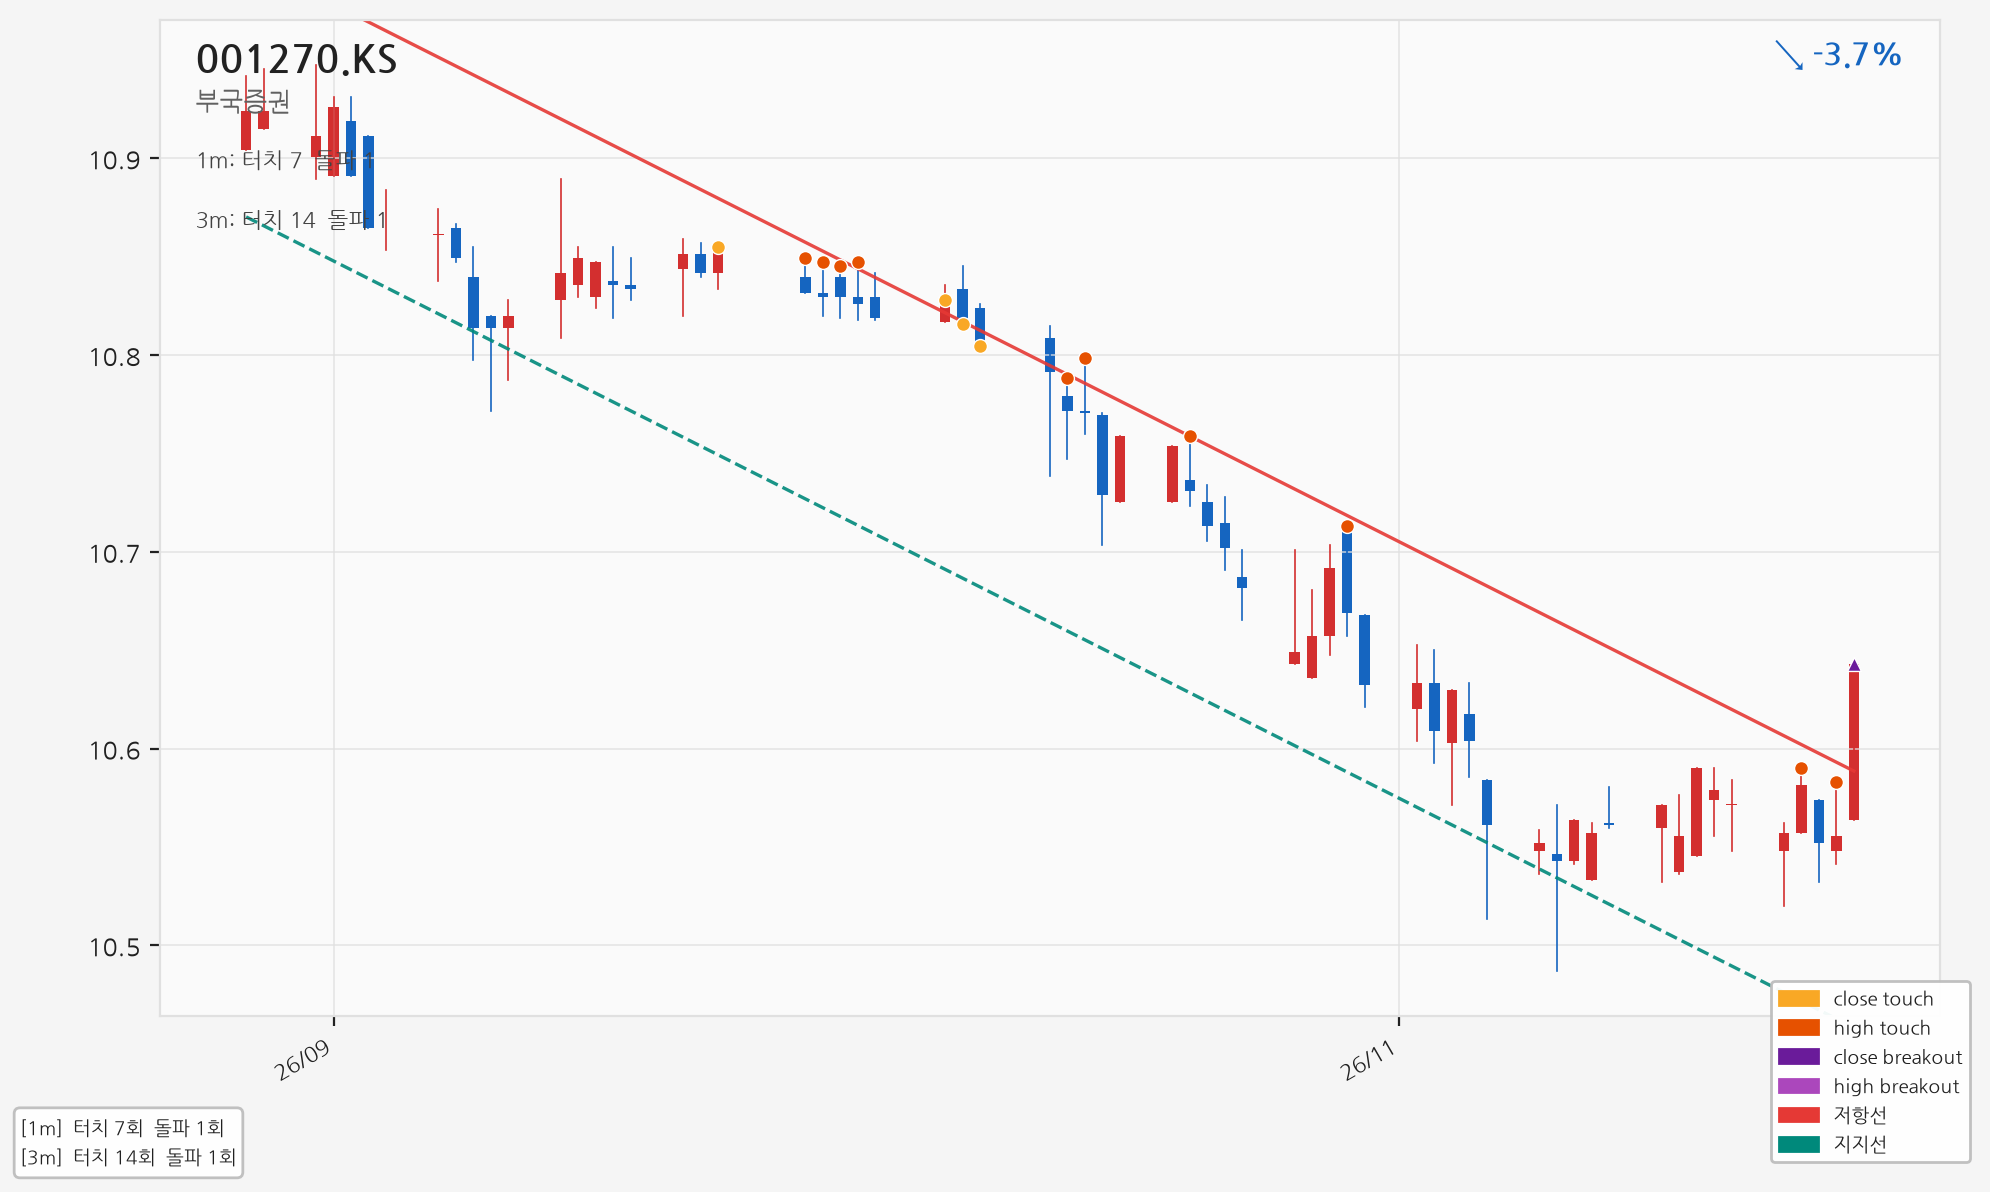 001270.KS
부국증권
1m: 터치 7  돌파 1
3m: 터치 14  돌파 1
-3.7%
10.9
10.8
10.7
10.6
10.5
26/09
26/11
close touch
high touch
close breakout
high breakout
저항선
지지선
[1m]  터치 7회  돌파 1회
[3m]  터치 14회  돌파 1회